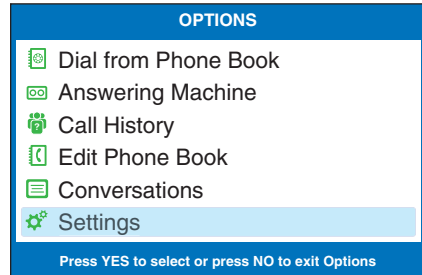 OPTIONS
Dial from Phone Book
Answering Machine
Call History
Edit Phone Book
Conversations
Settings
Press YES to select or press NO to exit Options